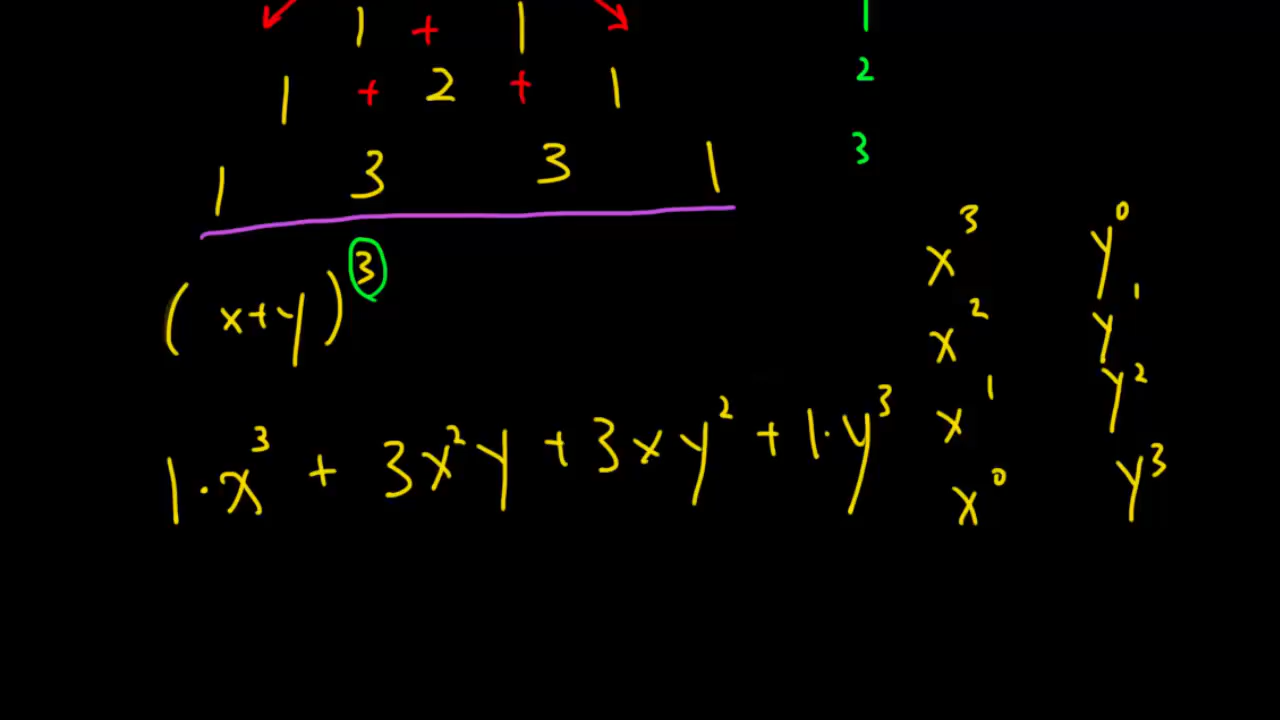 1 + 1 1
1 + 2 + 1 2
1 3 3 1 3
(x+y)³
x³ y⁰
x² y¹
x¹ y²
x⁰ y³
1·x³ + 3x²y + 3xy² + 1·y³